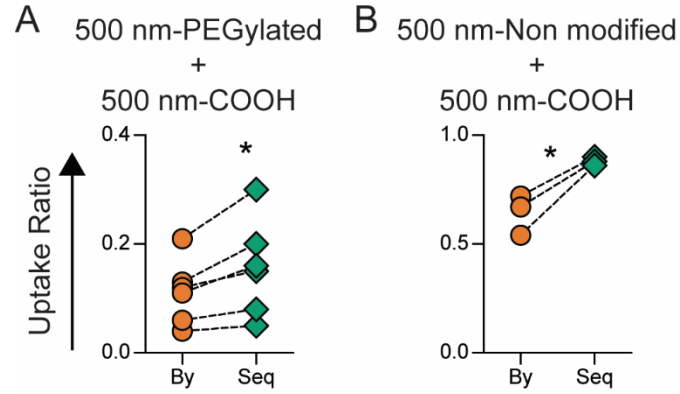 A
500 nm-PEGylated
+
500 nm-COOH
Uptake Ratio
0.4
0.2
0.0
*
By
Seq
B
500 nm-Non modified
+
500 nm-COOH
1.0
0.5
0.0
*
By
Seq